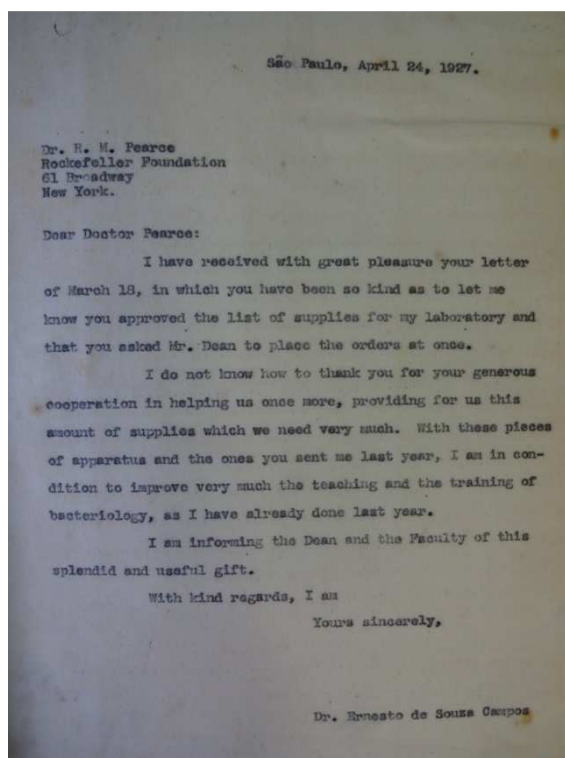 São Paulo, April 24, 1927.
Dr. R. M. Pearce
Rockefeller Foundation
61 Broadway
New York.
Dear Doctor Pearce:
I have received with great pleasure your letter
of March 18, in which you have been so kind as to let me
know you approved the list of supplies for my laboratory and
that you asked Mr. Dean to place the orders at once.
I do not know how to thank you for your generous
cooperation in helping us once more, providing for us this
amount of supplies which we need very much. With these pieces
of apparatus and the ones you sent me last year, I am in con-
dition to improve very much the teaching and the training of
bacteriology, as I have already done last year.
I am informing the Dean and the Faculty of this
splendid and useful gift.
With kind regards, I am
Yours sincerely,
Dr. Ernesto de Souza Campos